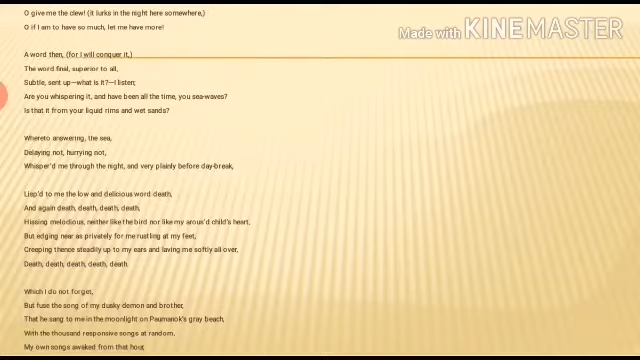 O give me the clew! (it lurks in the night here somewhere,)
O if I am to have so much, let me have more!
Made with KINEMASTER
A word then, (for I will conquer it,)
The word final, superior to all,
Subtle, sent up—what is it?—I listen;
Are you whispering it, and have been all the time, you sea-waves?
Is that it from your liquid rims and wet sands?
Whereto answering, the sea,
Delaying not, hurrying not,
Whisper'd me through the night, and very plainly before day-break,
Lisp'd to me the low and delicious word death,
And again death, death, death, death,
Hissing melodious, neither like the bird nor like my arous'd child's heart,
But edging near as privately for me rustling at my feet,
Creeping thence steadily up to my ears and laving me softly all over,
Death, death, death, death, death.
Which I do not forget,
But fuse the song of my dusky demon and brother,
That he sang to me in the moonlight on Paumanok's gray beach,
With the thousand responsive songs at random,
My own songs awaked from that hour,